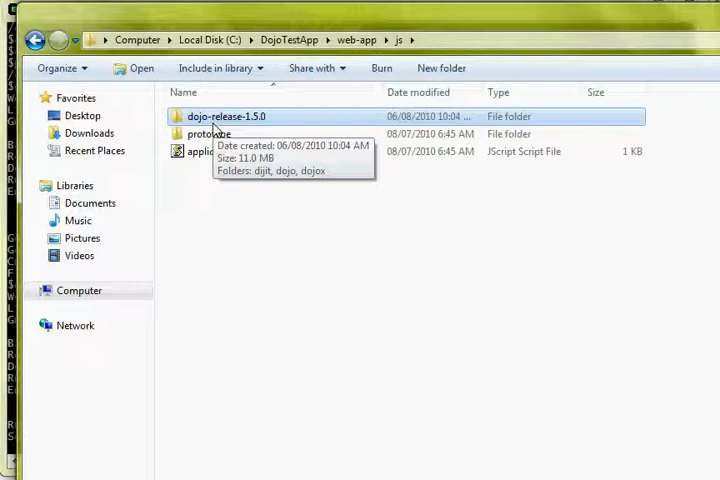 Computer ▸ Local Disk (C:) ▸ DojoTestApp ▸ web-app ▸ js ▸
Organize ▾ Open Include in library ▾ Share with ▾ Burn New folder
Name Date modified Type Size
Favorites
Desktop
Downloads
Recent Places
Libraries
Documents
Music
Pictures
Videos
Computer
Network
dojo-release-1.5.0 06/08/2010 10:04 ... File folder
08/07/2010 6:45 AM File folder
08/07/2010 6:45 AM JScript Script File 1 KB
Date created: 06/08/2010 10:04 AM
Size: 11.0 MB
Folders: dijit, dojo, dojox